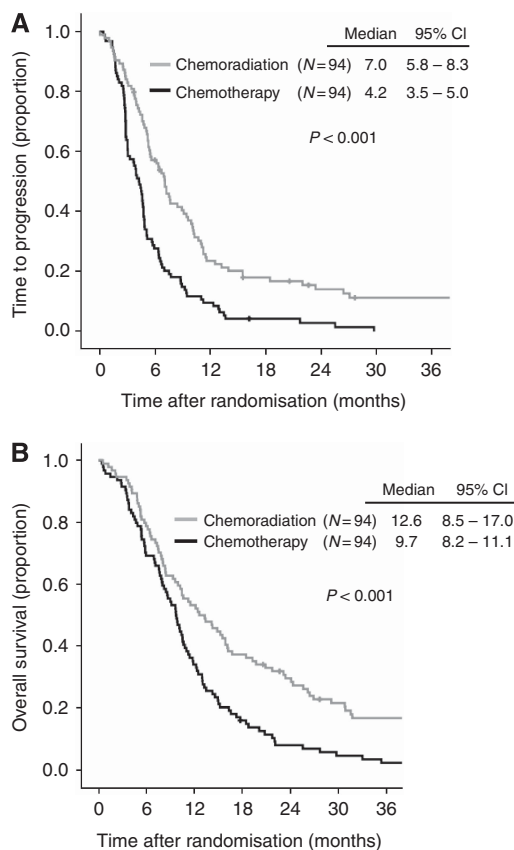 A
Time to progression (proportion)
1.0
0.8
0.6
0.4
0.2
0.0
Median 95% CI
Chemoradiation (N=94) 7.0 5.8 – 8.3
Chemotherapy (N=94) 4.2 3.5 – 5.0
P < 0.001
0 6 12 18 24 30 36
Time after randomisation (months)
B
Overall survival (proportion)
1.0
0.8
0.6
0.4
0.2
0.0
Median 95% CI
Chemoradiation (N=94) 12.6 8.5 – 17.0
Chemotherapy (N=94) 9.7 8.2 – 11.1
P < 0.001
0 6 12 18 24 30 36
Time after randomisation (months)